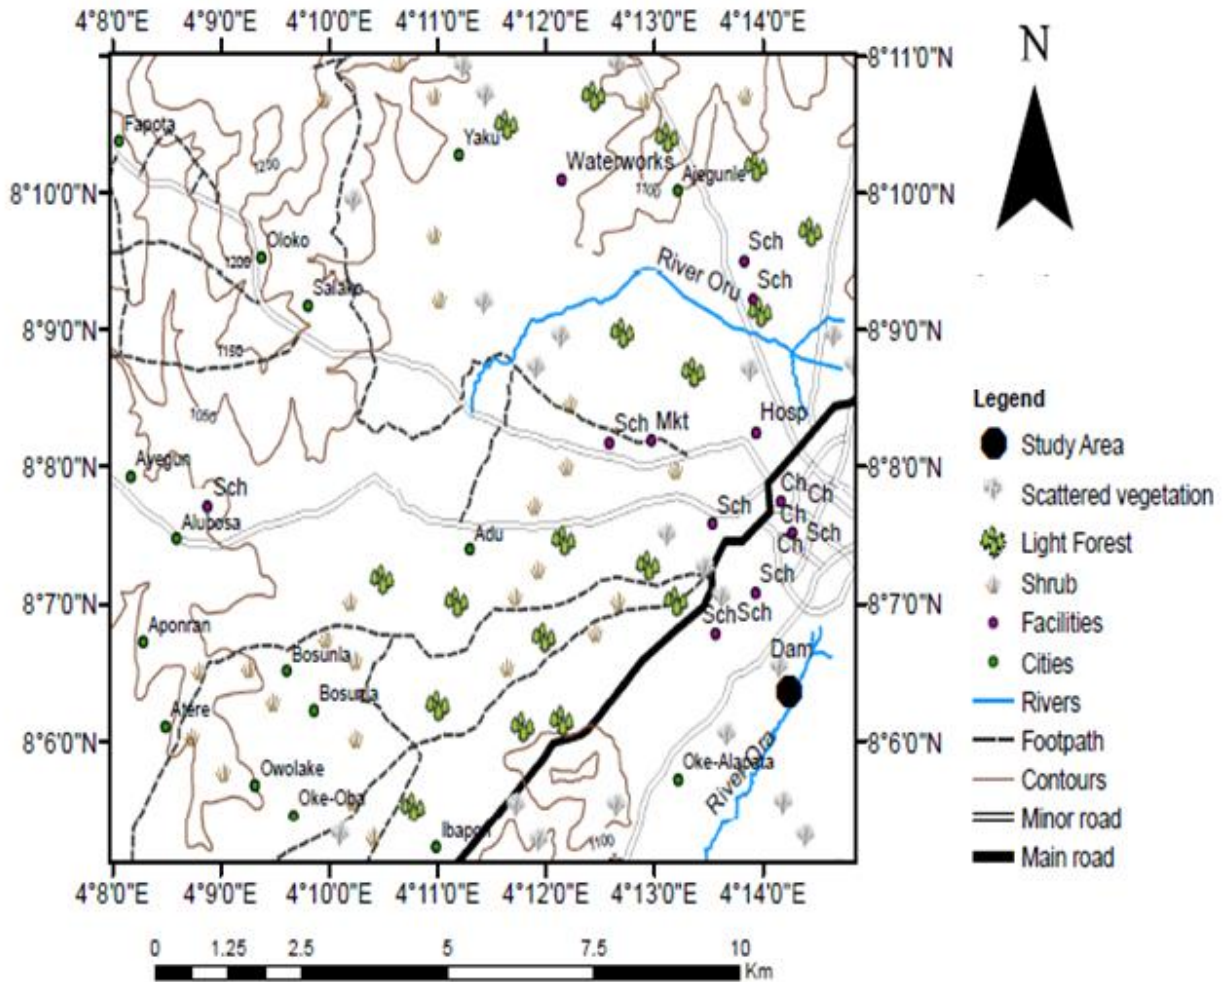 4°8'0"E 4°9'0"E 4°10'0"E 4°11'0"E 4°12'0"E 4°13'0"E 4°14'0"E
8°11'0"N
N
Fapota
Yaku
1200
Waterworks
Ajegunle
1100
8°10'0"N 8°10'0"N
Oloko
Sch
1200
River Oru
Sch
Salako
8°9'0"N 8°9'0"N
1150
1050
Sch Mkt
Hosp
Legend
Study Area
8°8'0"N 8°8'0"N
Ayegun
Sch
Ch Ch
Scattered vegetation
Sch
Ch
Alubosa
Adu
Sch
Light Forest
Ch
Sch
Shrub
8°7'0"N 8°7'0"N
Sch Sch
Facilities
Aponran
Dam
Bosunla
Cities
Bosunla
Rivers
Atere
8°6'0"N 8°6'0"N
Footpath
Owolake
Oke-Alapata
River Ora
Contours
Oke-Oba
Minor road
Ibapon
1100
Main road
4°8'0"E 4°9'0"E 4°10'0"E 4°11'0"E 4°12'0"E 4°13'0"E 4°14'0"E
0 1.25 2.5 5 7.5 10
Km